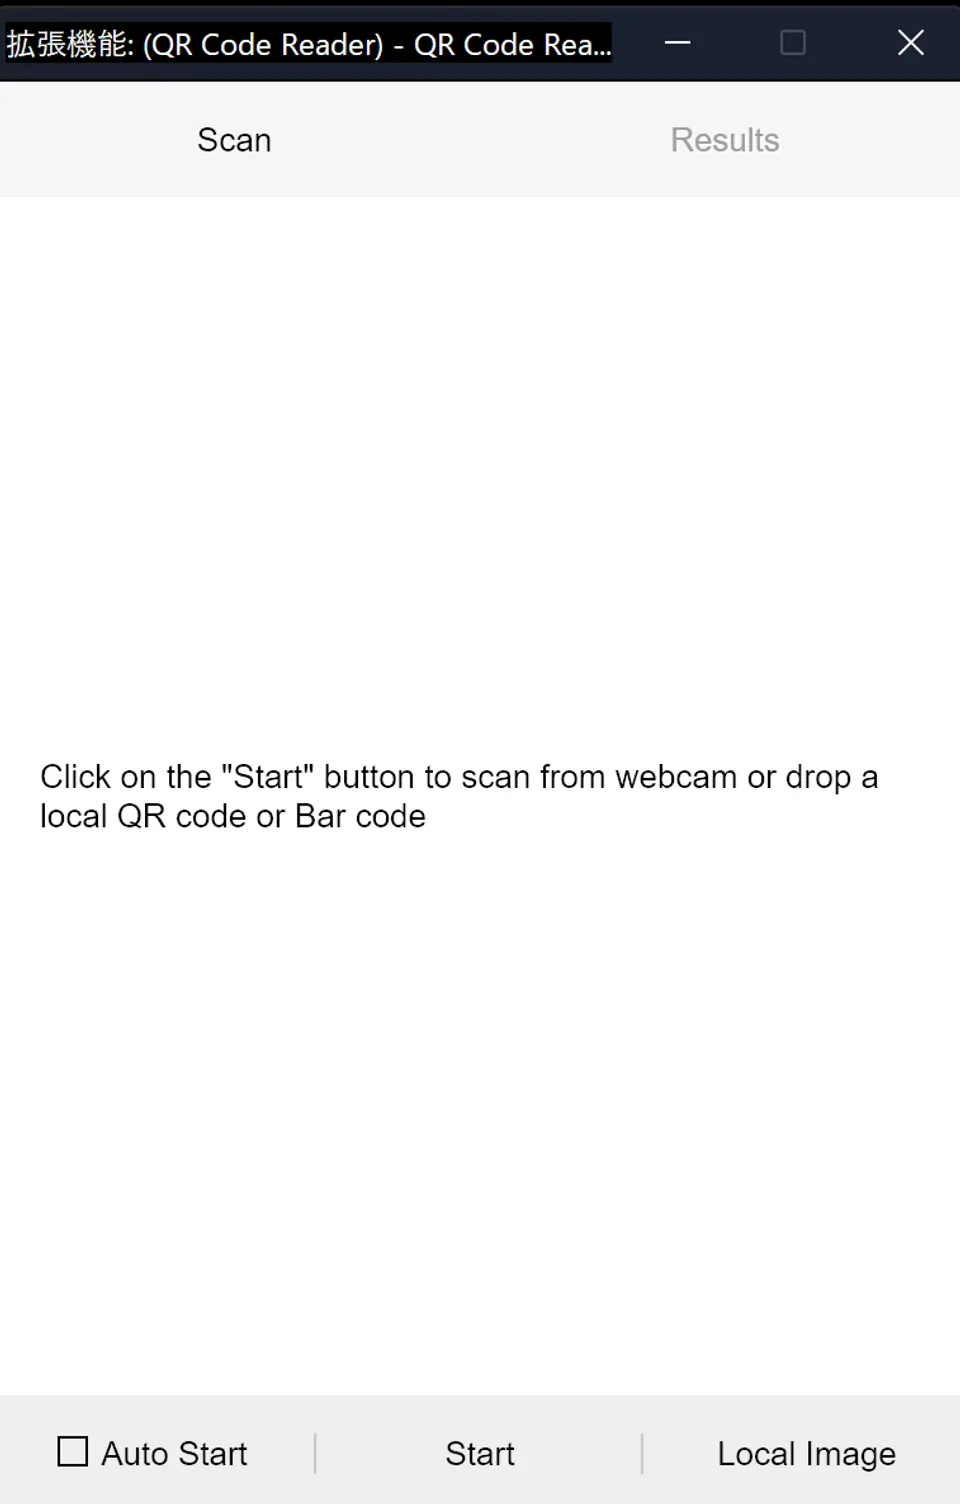 拡張機能: (QR Code Reader) - QR Code Rea...
Scan
Results
Click on the "Start" button to scan from webcam or drop a
local QR code or Bar code
Auto Start
Start
Local Image